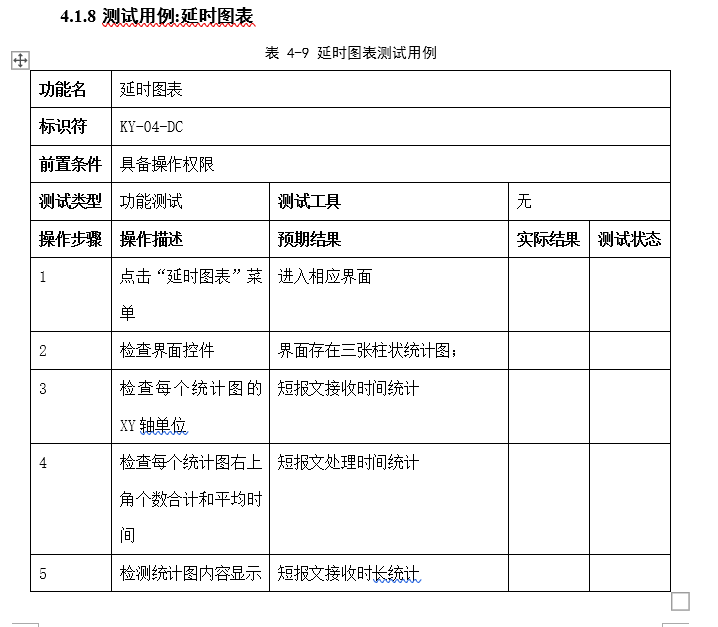 4.1.8 测试用例:延时图表
表 4-9 延时图表测试用例
功能名 延时图表
标识符 KY-04-DC
前置条件 具备操作权限
测试类型 功能测试 测试工具 无
操作步骤 操作描述 预期结果 实际结果 测试状态
1 点击“延时图表”菜 进入相应界面
单
2 检查界面控件 界面存在三张柱状统计图;
3 检查每个统计图的 短报文接收时间统计
XY 轴单位
4 检查每个统计图右上 短报文处理时间统计
角个数合计和平均时
间
5 检测统计图内容显示 短报文接收时长统计